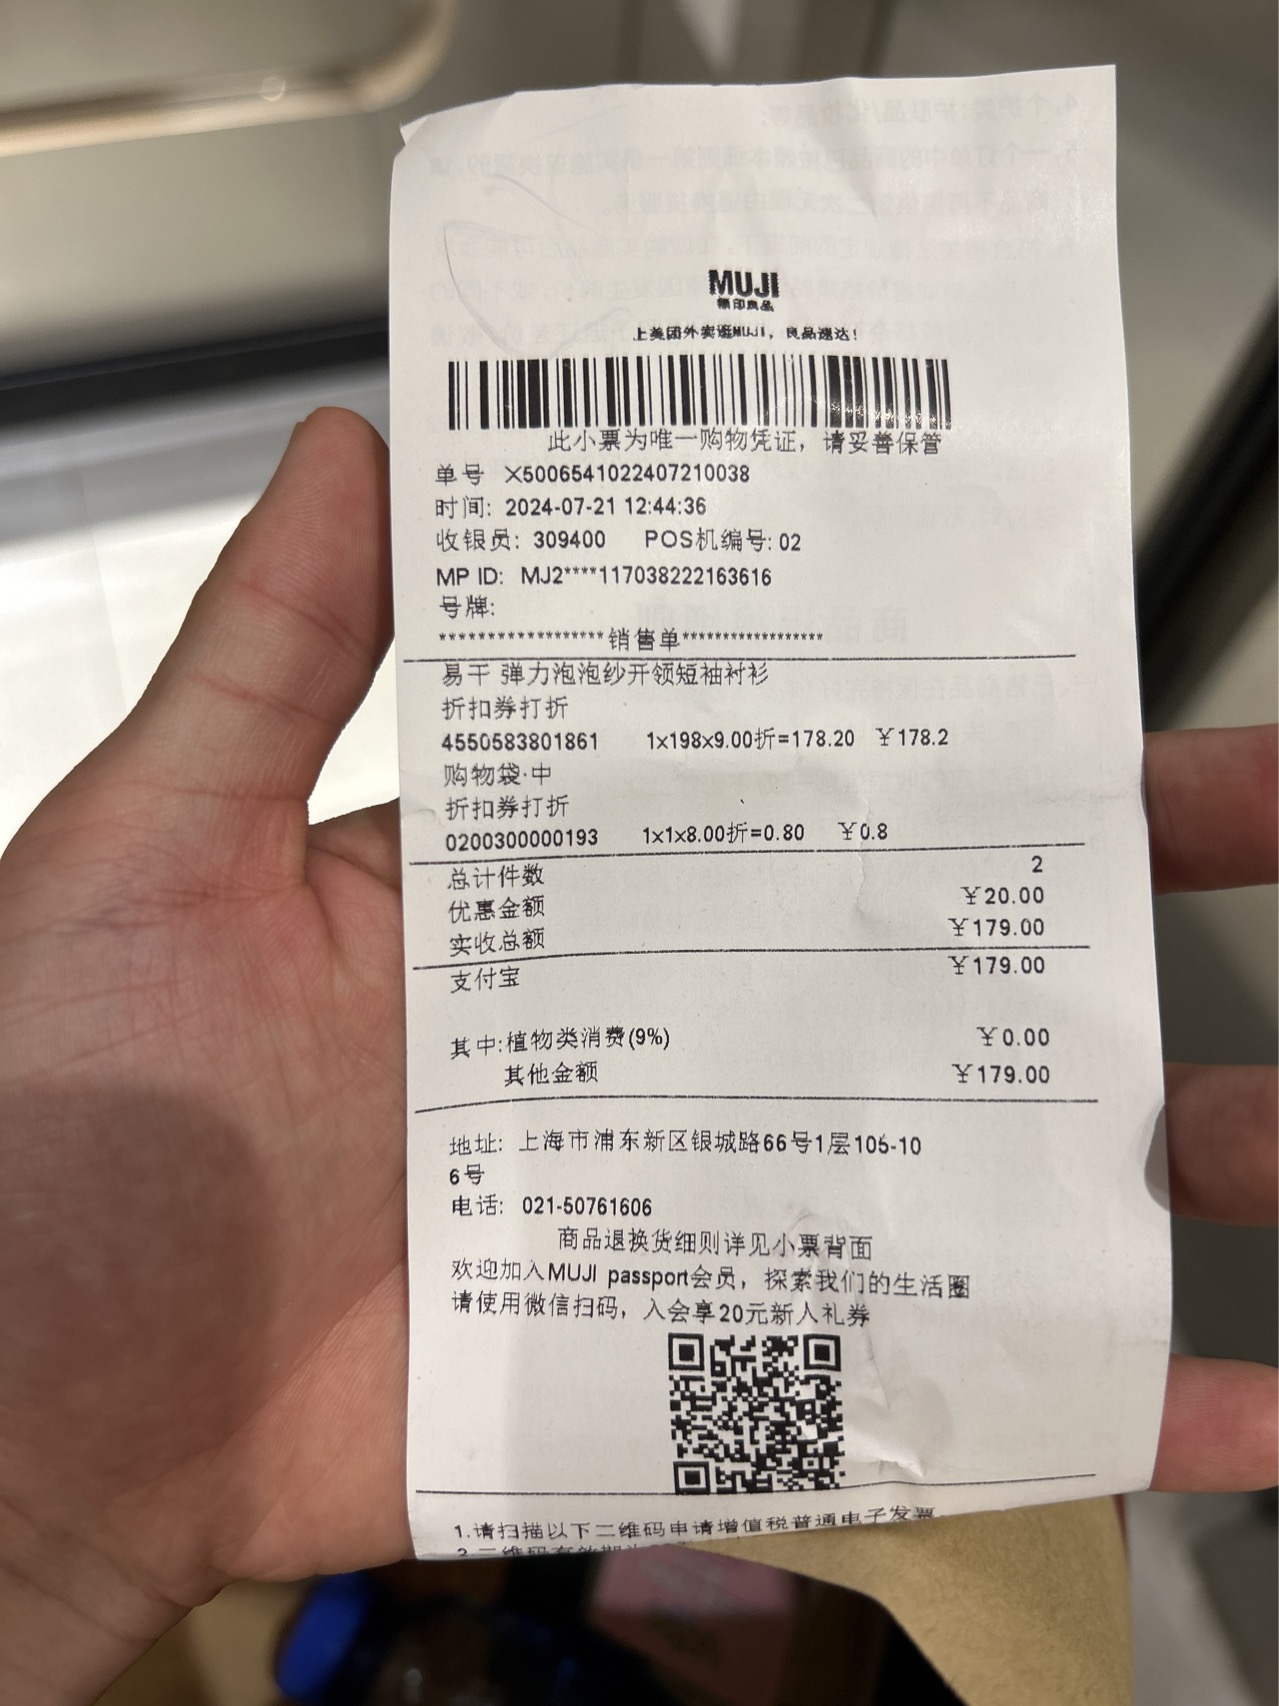 MUJI
無印良品
上美团外卖逛MUJI，良品速达！
此小票为唯一购物凭证，请妥善保管
单号 X5006541022407210038
时间: 2024-07-21 12:44:36
收银员: 309400 POS机编号: 02
MP ID: MJ2****117038222163616
号牌:
******************销售单******************
易干 弹力泡泡纱开领短袖衬衫
折扣券打折
4550583801861 1x198x9.00折=178.20 ￥178.2
购物袋·中
折扣券打折
0200300000193 1x1x8.00折=0.80 ￥0.8
总计件数 2
优惠金额 ￥20.00
实收总额 ￥179.00
支付宝 ￥179.00
其中:植物类消费(9%) ￥0.00
其他金额 ￥179.00
地址: 上海市浦东新区银城路66号1层105-10
6号
电话: 021-50761606
商品退换货细则详见小票背面
欢迎加入MUJI passport会员，探索我们的生活圈
请使用微信扫码，入会享20元新人礼券
1.请扫描以下二维码申请增值税普通电子发票